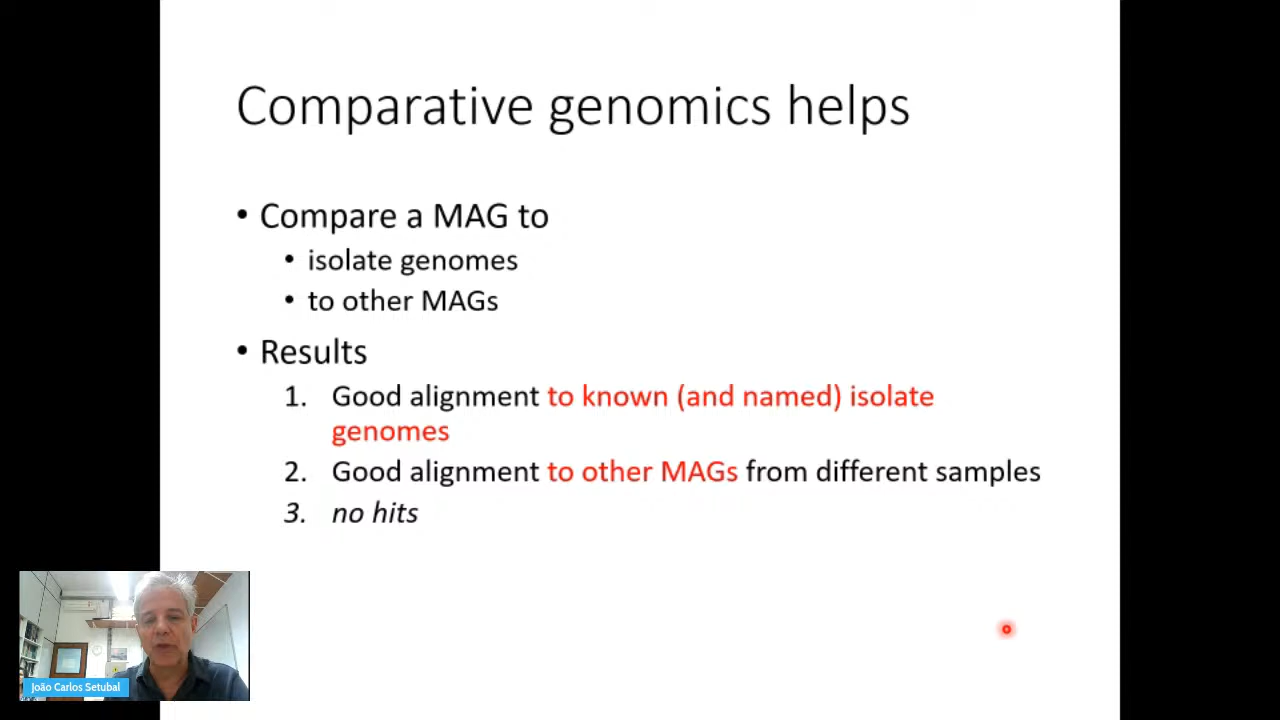 Comparative genomics helps
• Compare a MAG to
• isolate genomes
• to other MAGs
• Results
1. Good alignment to known (and named) isolate
genomes
2. Good alignment to other MAGs from different samples
3. no hits
João Carlos Setubal